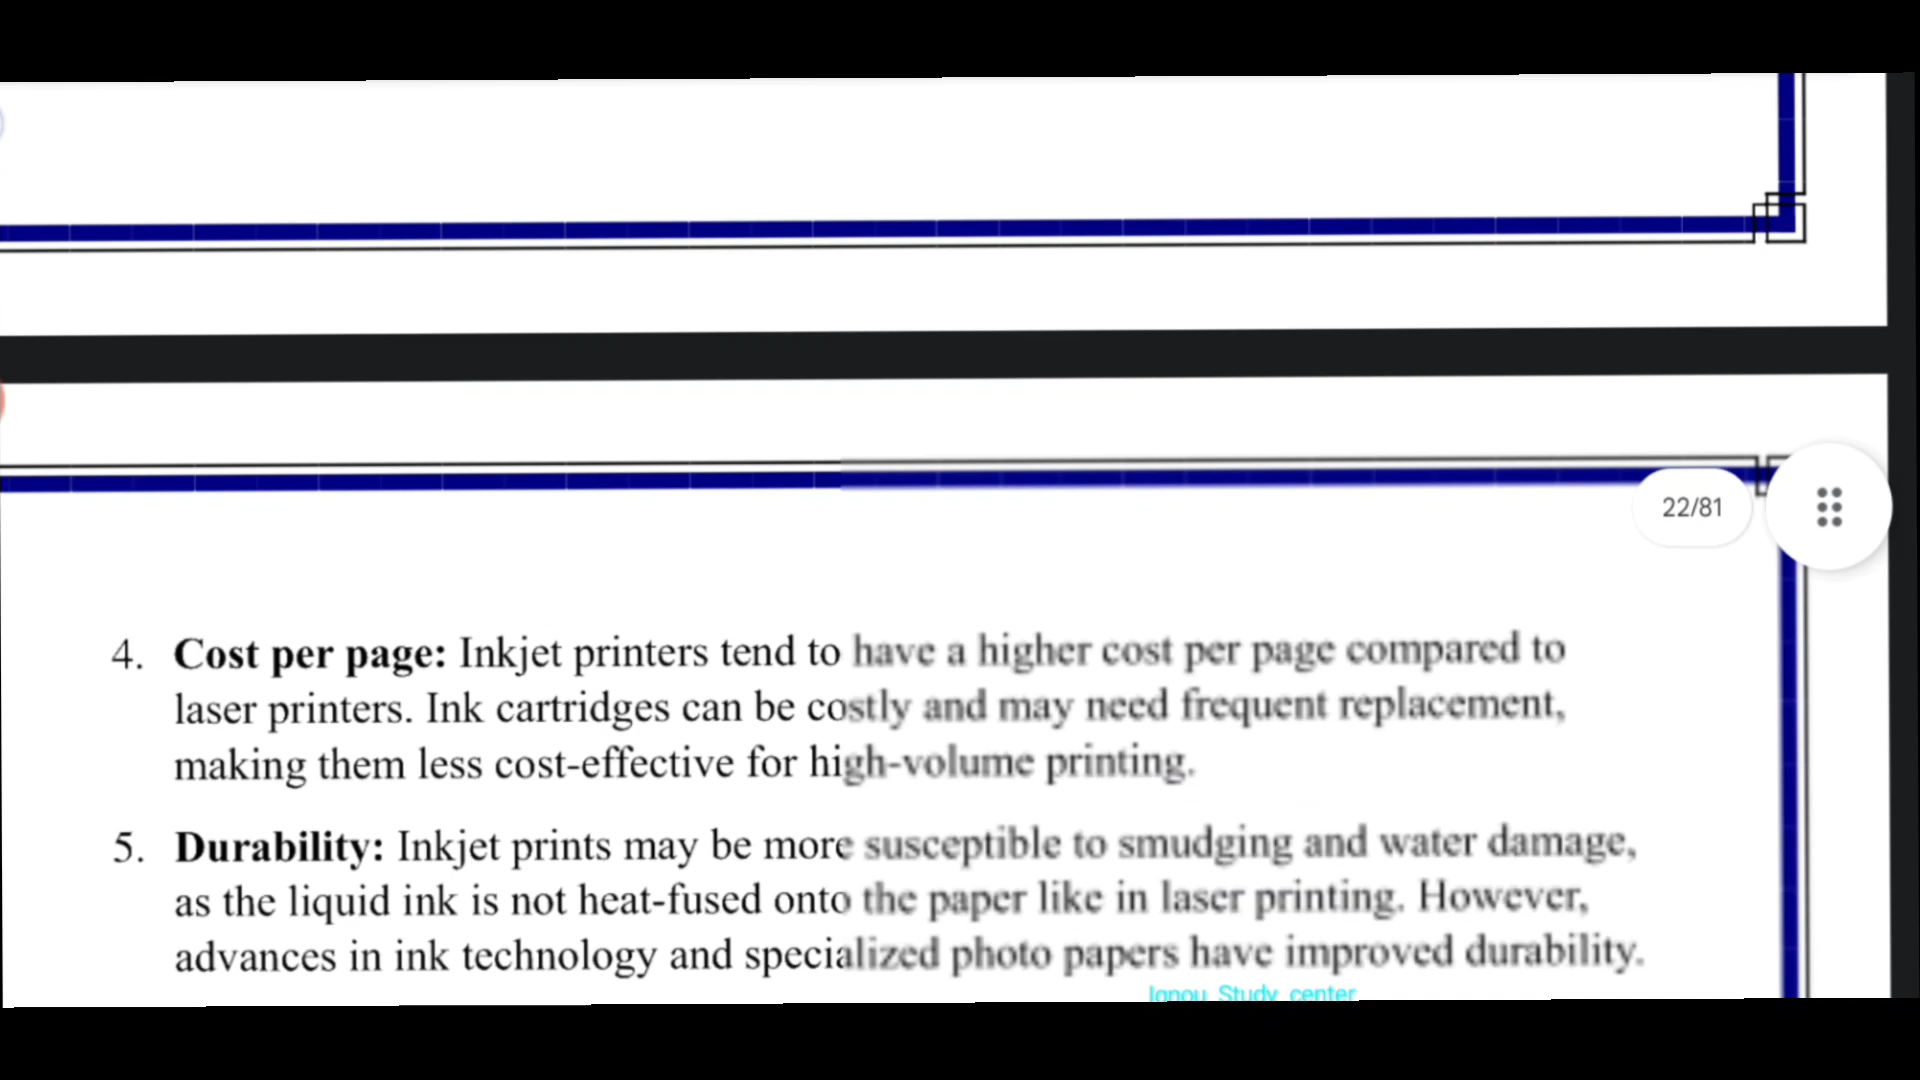 22/81
4. Cost per page: Inkjet printers tend to have a higher cost per page compared to
laser printers. Ink cartridges can be costly and may need frequent replacement,
making them less cost-effective for high-volume printing.
5. Durability: Inkjet prints may be more susceptible to smudging and water damage,
as the liquid ink is not heat-fused onto the paper like in laser printing. However,
advances in ink technology and specialized photo papers have improved durability.
Ignou Study center